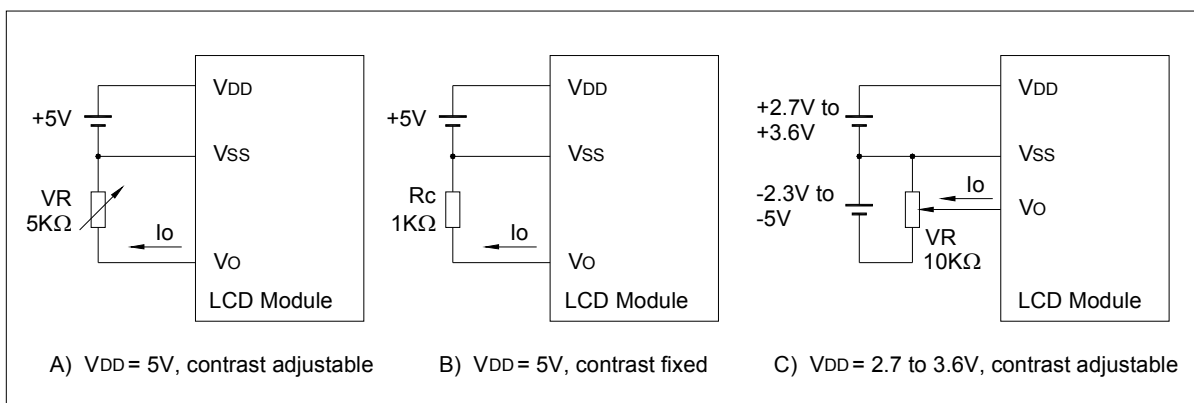 VDD
+5V
VSS
VR
5KΩ
Io
VO
LCD Module
A) VDD = 5V, contrast adjustable
VDD
+5V
VSS
Rc
1KΩ
Io
VO
LCD Module
B) VDD = 5V, contrast fixed
VDD
+2.7V to
+3.6V
VSS
-2.3V to
-5V
Io
VO
VR
10KΩ
LCD Module
C) VDD = 2.7 to 3.6V, contrast adjustable